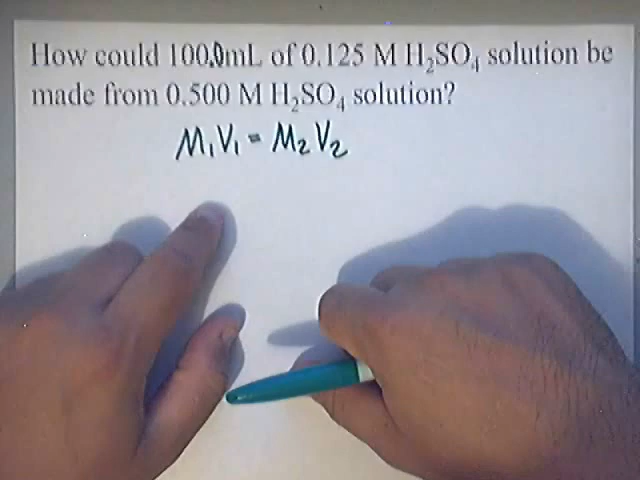 How could 100.0mL of 0.125 M H₂SO₄ solution be
made from 0.500 M H₂SO₄ solution?
M₁V₁ = M₂V₂